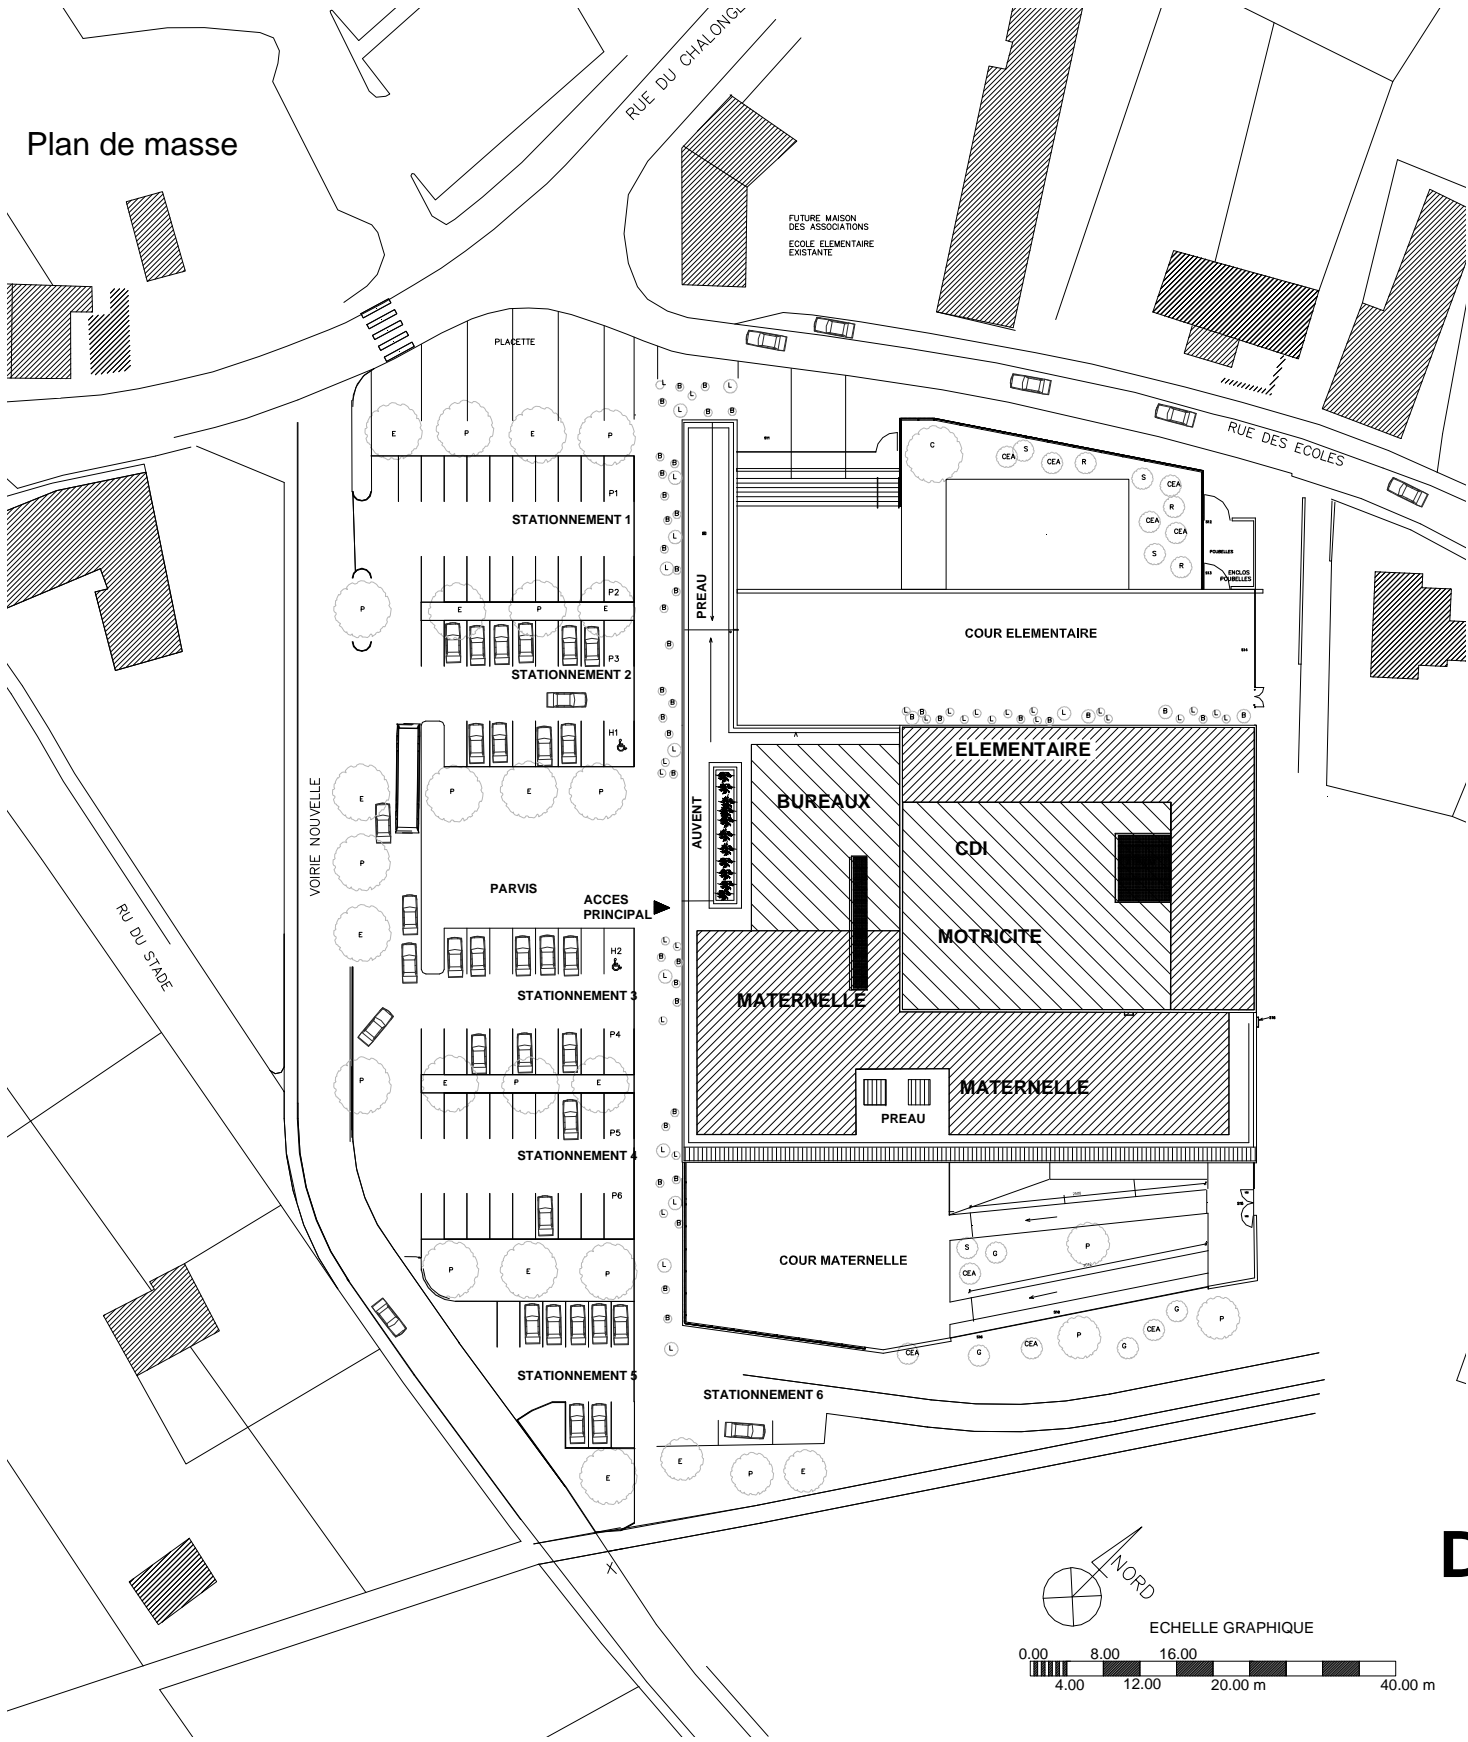 Plan de masse
RUE DU CHALONGE
FUTURE MAISON
DES ASSOCIATIONS
ECOLE ELEMENTAIRE
EXISTANTE
PLACETTE
RUE DES ECOLES
P1
STATIONNEMENT 1
PREAU
POUBELLES
ENCLOS
POUBELLES
P2
COUR ELEMENTAIRE
P3
STATIONNEMENT 2
H1
ELEMENTAIRE
VOIRIE NOUVELLE
AUVENT
BUREAUX
CDI
PARVIS
ACCES
PRINCIPAL
RU DU STADE
MOTRICITE
H2
STATIONNEMENT 3
MATERNELLE
P4
MATERNELLE
PREAU
P5
STATIONNEMENT 4
P6
COUR MATERNELLE
STATIONNEMENT 5
STATIONNEMENT 6
NORD
ECHELLE GRAPHIQUE
0.00 8.00 16.00
4.00 12.00 20.00 m 40.00 m